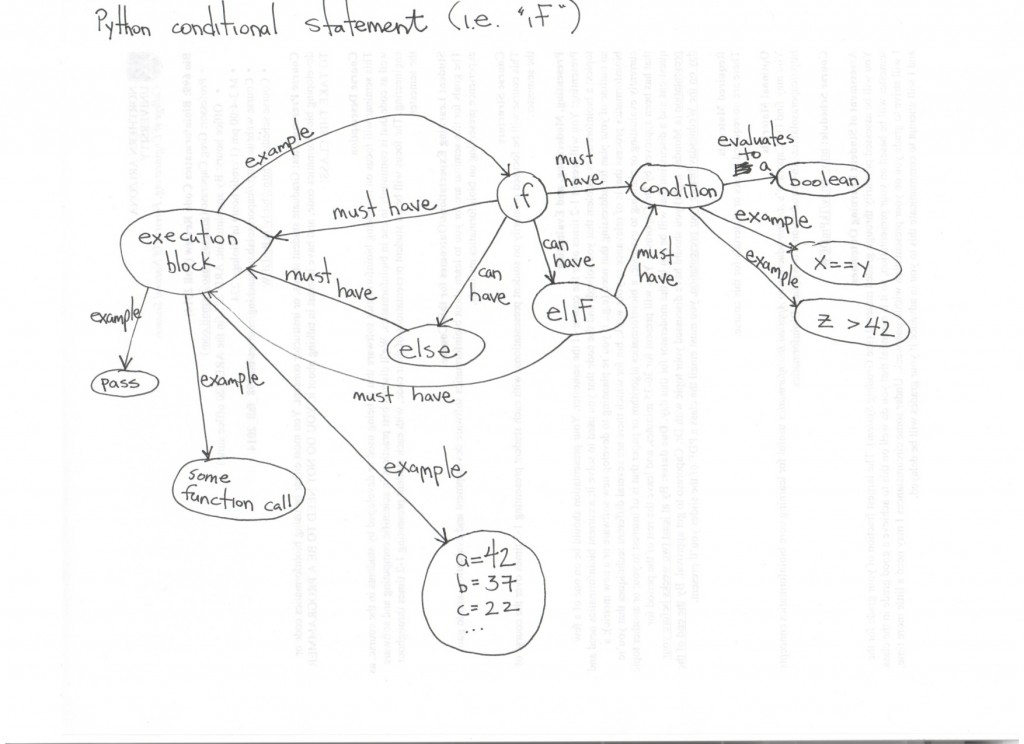 Python conditional statement (i.e. "if")
example
must have
if
must
have
condition
evaluates
to
a
boolean
example
X==Y
example
Z >42
execution
block
must
have
can
have
can
have
must
have
elif
else
must have
example
pass
example
some
function call
example
a=42
b=37
c=22
...